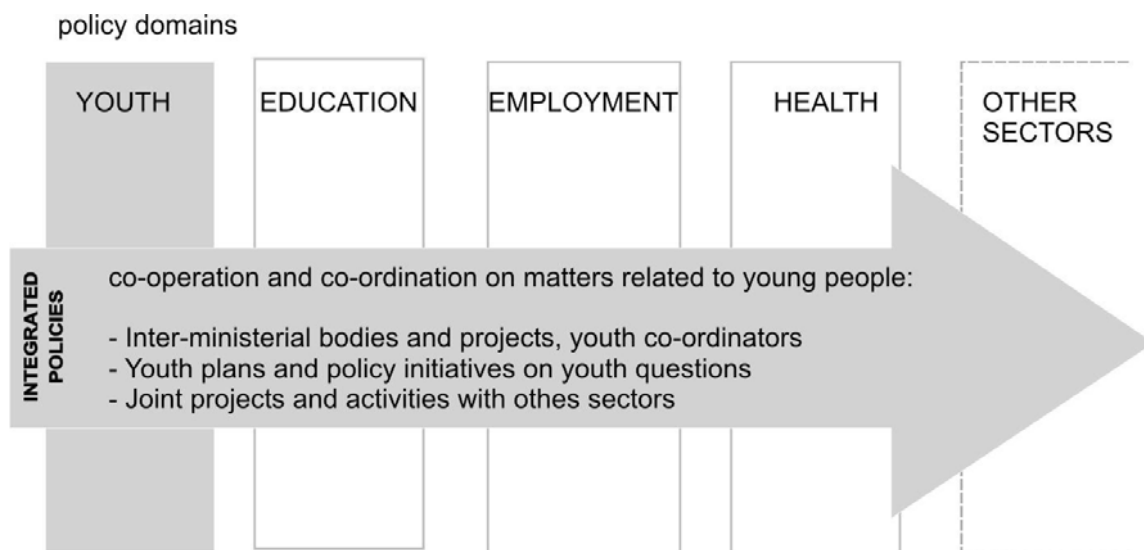 policy domains
YOUTH
EDUCATION
EMPLOYMENT
HEALTH
OTHER
SECTORS
INTEGRATED
POLICIES
co-operation and co-ordination on matters related to young people:
- Inter-ministerial bodies and projects, youth co-ordinators
- Youth plans and policy initiatives on youth questions
- Joint projects and activities with othes sectors